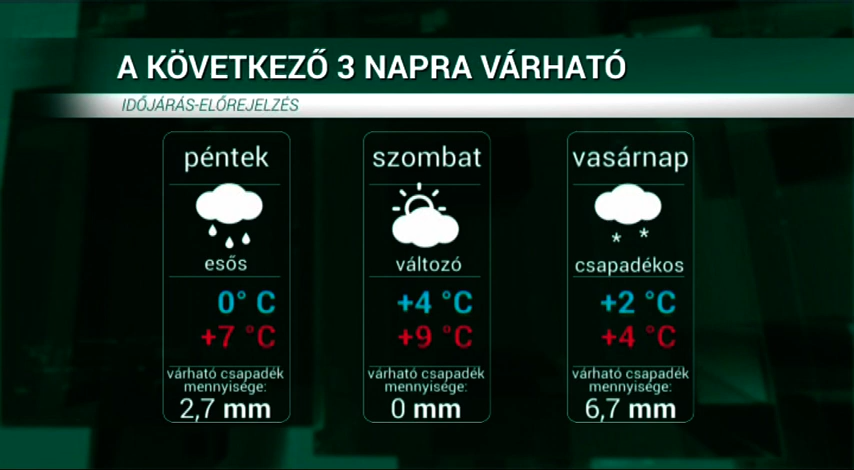 A KÖVETKEZŐ 3 NAPRA VÁRHATÓ
IDŐJÁRÁS-ELŐREJELZÉS
péntek
esős
0° C
+7 °C
várható csapadék
mennyisége:
2,7 mm
szombat
változó
+4 °C
+9 °C
várható csapadék
mennyisége:
0 mm
vasárnap
csapadékos
+2 °C
+4 °C
várható csapadék
mennyisége:
6,7 mm